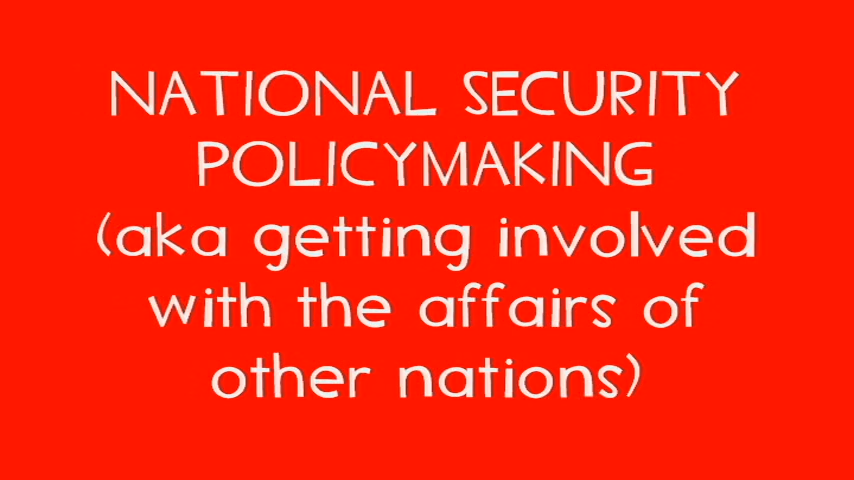 NATIONAL SECURITY
POLICYMAKING
(aka getting involved
with the affairs of
other nations)